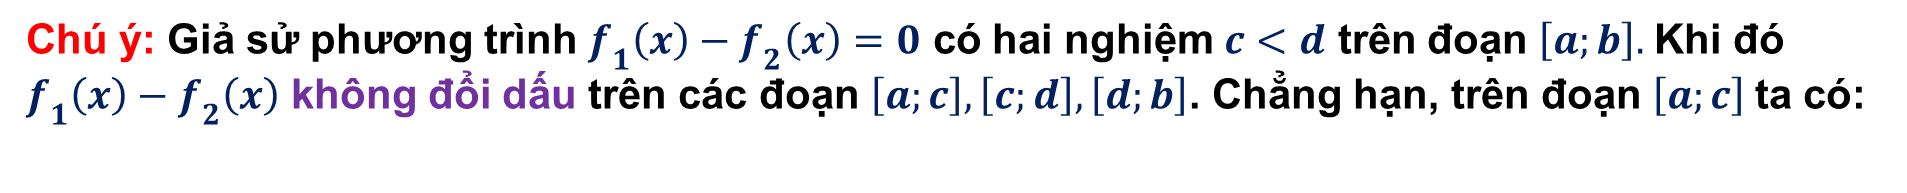 Chú ý: Giả sử phương trình f₁(x) − f₂(x) = 0 có hai nghiệm c < d trên đoạn [a; b]. Khi đó
f₁(x) − f₂(x) không đổi dấu trên các đoạn [a; c], [c; d], [d; b]. Chẳng hạn, trên đoạn [a; c] ta có: